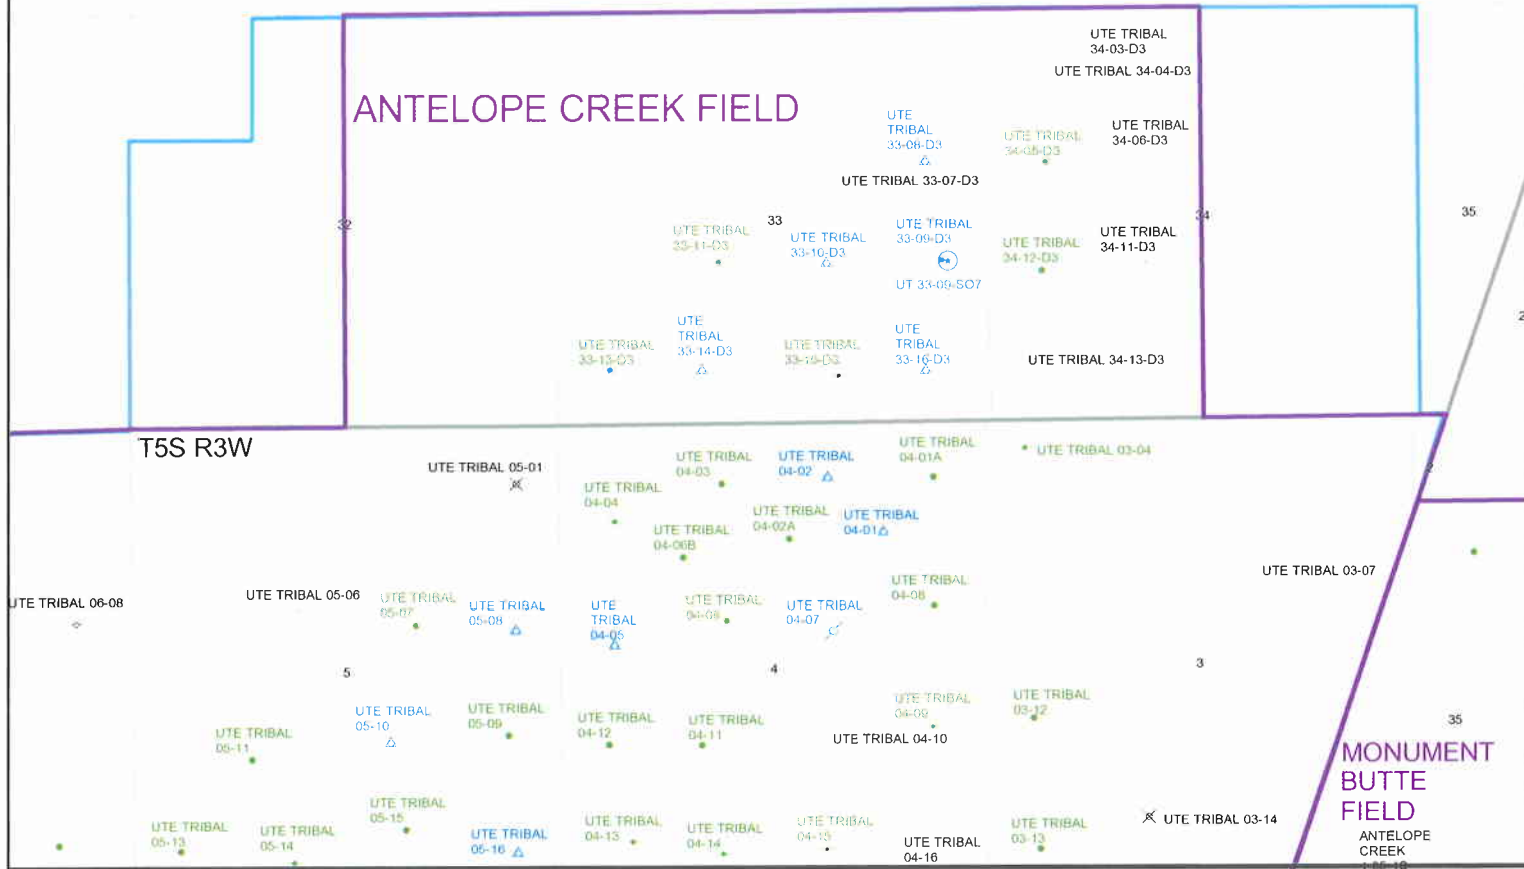 UTE TRIBAL
34-03-D3
UTE TRIBAL 34-04-D3
ANTELOPE CREEK FIELD
UTE
TRIBAL
33-08-D3
UTE TRIBAL
34-05-D3
UTE TRIBAL
34-06-D3
UTE TRIBAL 33-07-D3
32
33
34
35
UTE TRIBAL
33-11-D3
UTE TRIBAL
33-10-D3
UTE TRIBAL
33-09-D3
UT 33-09-SO7
UTE TRIBAL
34-12-D3
UTE TRIBAL
34-11-D3
2
UTE TRIBAL
33-13-D3
UTE
TRIBAL
33-14-D3
UTE TRIBAL
33-15-D3
UTE
TRIBAL
33-16-D3
UTE TRIBAL 34-13-D3
T5S R3W
UTE TRIBAL 05-01
UTE TRIBAL
04-04
UTE TRIBAL
04-03
UTE TRIBAL
04-02
UTE TRIBAL
04-01A
UTE TRIBAL 03-04
2
UTE TRIBAL
04-06B
UTE TRIBAL
04-02A
UTE TRIBAL
04-01
UTE TRIBAL 03-07
UTE TRIBAL 06-08
UTE TRIBAL 05-06
UTE TRIBAL
05-07
UTE TRIBAL
05-08
UTE
TRIBAL
04-05
UTE TRIBAL
UTE TRIBAL
04-07
UTE TRIBAL
04-08
5
4
3
UTE TRIBAL
05-11
UTE TRIBAL
05-10
UTE TRIBAL
05-09
UTE TRIBAL
04-12
UTE TRIBAL
04-11
UTE TRIBAL
04-09
UTE TRIBAL 04-10
UTE TRIBAL
03-12
35
MONUMENT
BUTTE
FIELD
ANTELOPE
CREEK
UTE TRIBAL
05-13
UTE TRIBAL
05-14
UTE TRIBAL
05-15
UTE TRIBAL
05-16
UTE TRIBAL
04-13
UTE TRIBAL
04-14
UTE TRIBAL
04-15
UTE TRIBAL
04-16
UTE TRIBAL
03-13
UTE TRIBAL 03-14